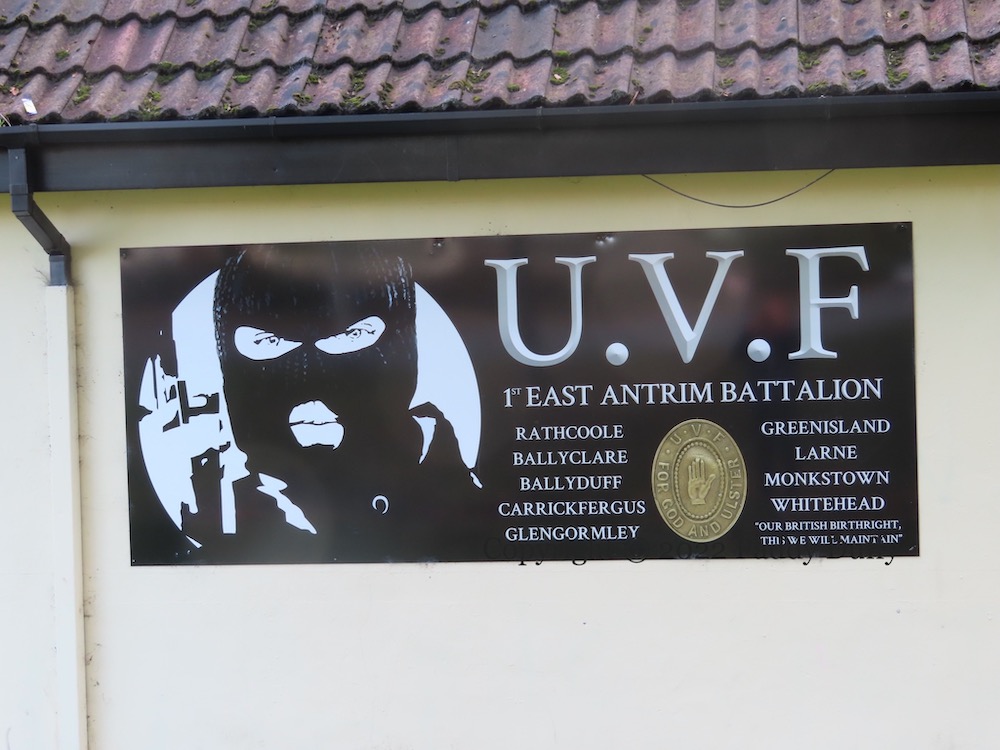 U.V.F
1ST EAST ANTRIM BATTALION
RATHCOOLE
BALLYCLARE
BALLYDUFF
CARRICKFERGUS
GLENGORMLEY
U·V·F
FOR GOD AND ULSTER
GREENISLAND
LARNE
MONKSTOWN
WHITEHEAD
"OUR BRITISH BIRTHRIGHT,
THIS WE WILL MAINTAIN"